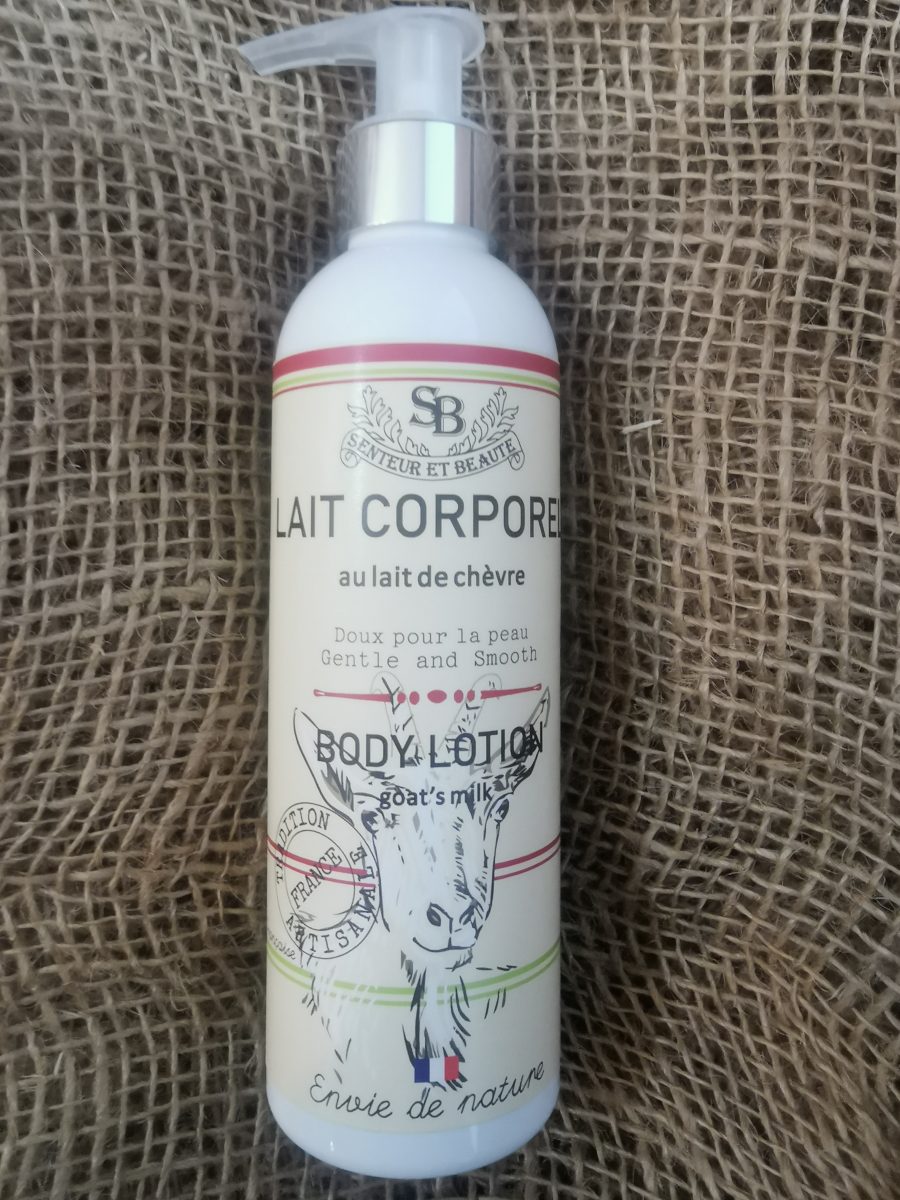 SB
SENTEUR ET BEAUTE
LAIT CORPOREL
au lait de chèvre
Doux pour la peau
Gentle and Smooth
BODY LOTION
goat's milk
TRADITION
FRANCE
ARTISANALE
Envie de nature